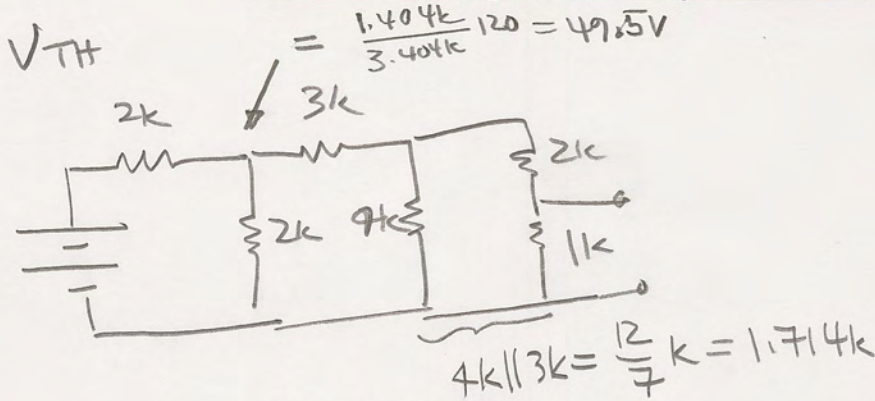 VTH
= 1.404k / 3.404k 120 = 49.5V
2k
3k
2k
2k
4k
1k
4k||3k = 12/7 k = 1.714k